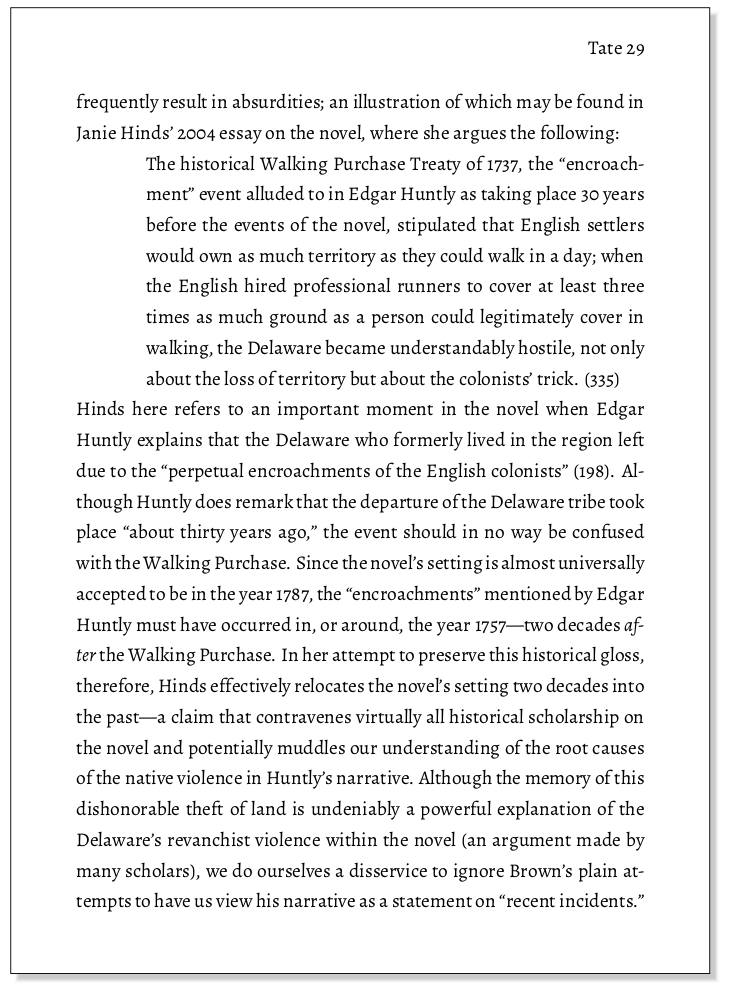 Tate 29
frequently result in absurdities; an illustration of which may be found in
Janie Hinds’ 2004 essay on the novel, where she argues the following:
The historical Walking Purchase Treaty of 1737, the “encroach-
ment” event alluded to in Edgar Huntly as taking place 30 years
before the events of the novel, stipulated that English settlers
would own as much territory as they could walk in a day; when
the English hired professional runners to cover at least three
times as much ground as a person could legitimately cover in
walking, the Delaware became understandably hostile, not only
about the loss of territory but about the colonists’ trick. (335)
Hinds here refers to an important moment in the novel when Edgar
Huntly explains that the Delaware who formerly lived in the region left
due to the “perpetual encroachments of the English colonists” (198). Al-
though Huntly does remark that the departure of the Delaware tribe took
place “about thirty years ago,” the event should in no way be confused
with the Walking Purchase. Since the novel’s setting is almost universally
accepted to be in the year 1787, the “encroachments” mentioned by Edgar
Huntly must have occurred in, or around, the year 1757—two decades af-
ter the Walking Purchase. In her attempt to preserve this historical gloss,
therefore, Hinds effectively relocates the novel’s setting two decades into
the past—a claim that contravenes virtually all historical scholarship on
the novel and potentially muddles our understanding of the root causes
of the native violence in Huntly’s narrative. Although the memory of this
dishonorable theft of land is undeniably a powerful explanation of the
Delaware’s revanchist violence within the novel (an argument made by
many scholars), we do ourselves a disservice to ignore Brown’s plain at-
tempts to have us view his narrative as a statement on “recent incidents.”